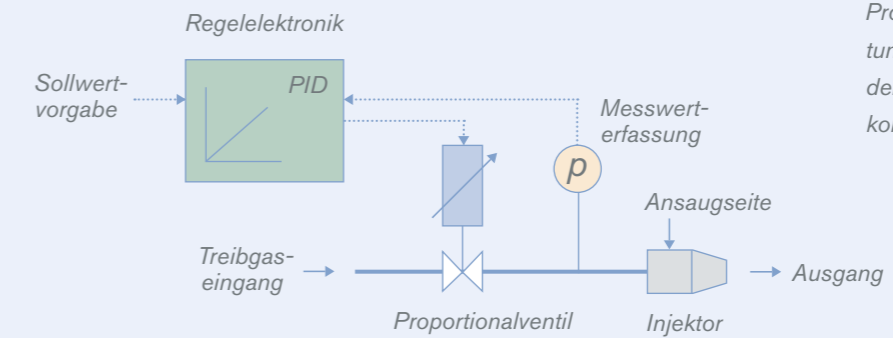 Regelelektronik
Sollwert-
vorgabe
PID
Messwert-
erfassung
p
Ansaugseite
Treibgas-
eingang
Ausgang
Proportionalventil
Injektor